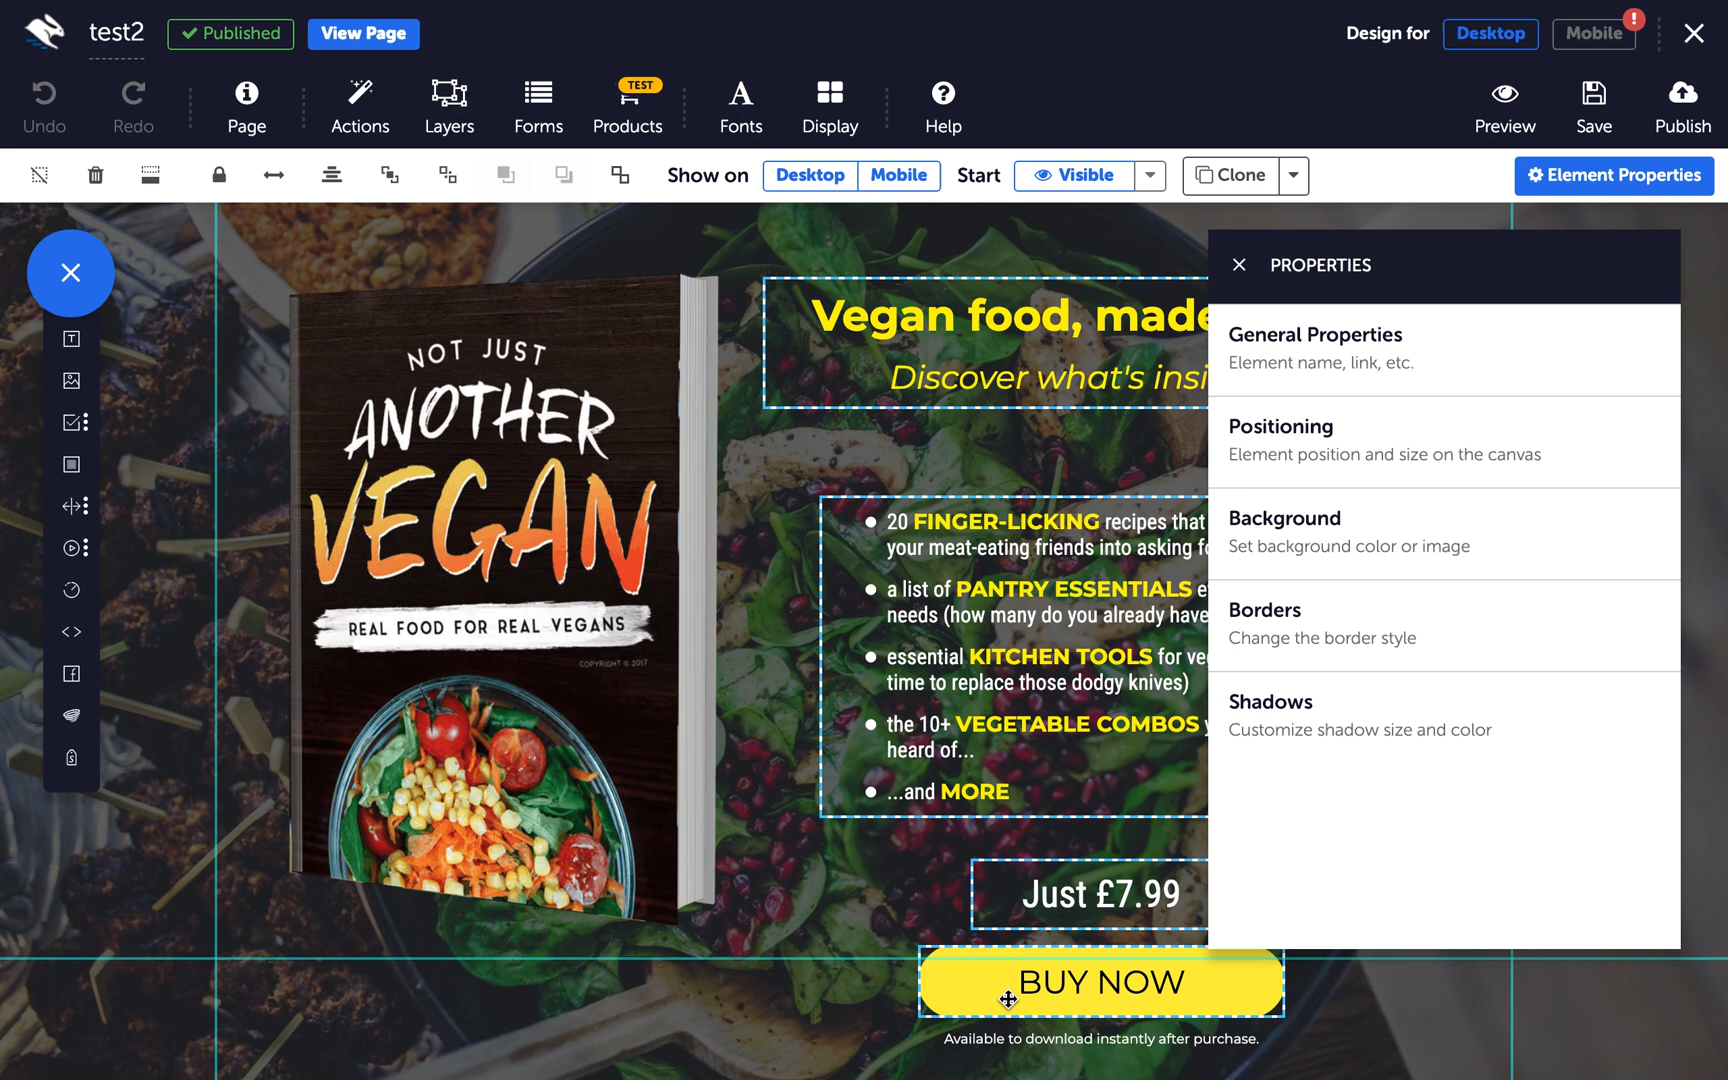 test2
Published
View Page
Design for
Desktop
Mobile
!
Undo
Redo
Page
Actions
Layers
Forms
TEST
Products
Fonts
Display
Help
Preview
Save
Publish
Show on
Desktop
Mobile
Start
Visible
Clone
Element Properties
NOT JUST
ANOTHER
VEGAN
REAL FOOD FOR REAL VEGANS
COPYRIGHT © 2017
Vegan food, made
Discover what's insi
20 FINGER-LICKING recipes that
your meat-eating friends into asking fo
a list of PANTRY ESSENTIALS e
needs (how many do you already have
essential KITCHEN TOOLS for ve
time to replace those dodgy knives)
the 10+ VEGETABLE COMBOS y
heard of...
...and MORE
Just £7.99
BUY NOW
Available to download instantly after purchase.
PROPERTIES
General Properties
Element name, link, etc.
Positioning
Element position and size on the canvas
Background
Set background color or image
Borders
Change the border style
Shadows
Customize shadow size and color